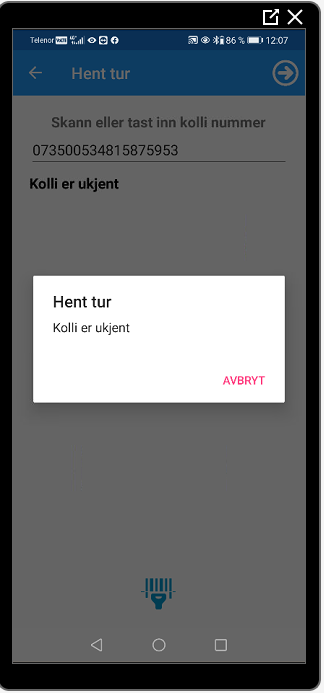 Telenor VoLTE 86 % 12:07
Hent tur
Skann eller tast inn kolli nummer
073500534815875953
Kolli er ukjent
Hent tur
Kolli er ukjent
AVBRYT